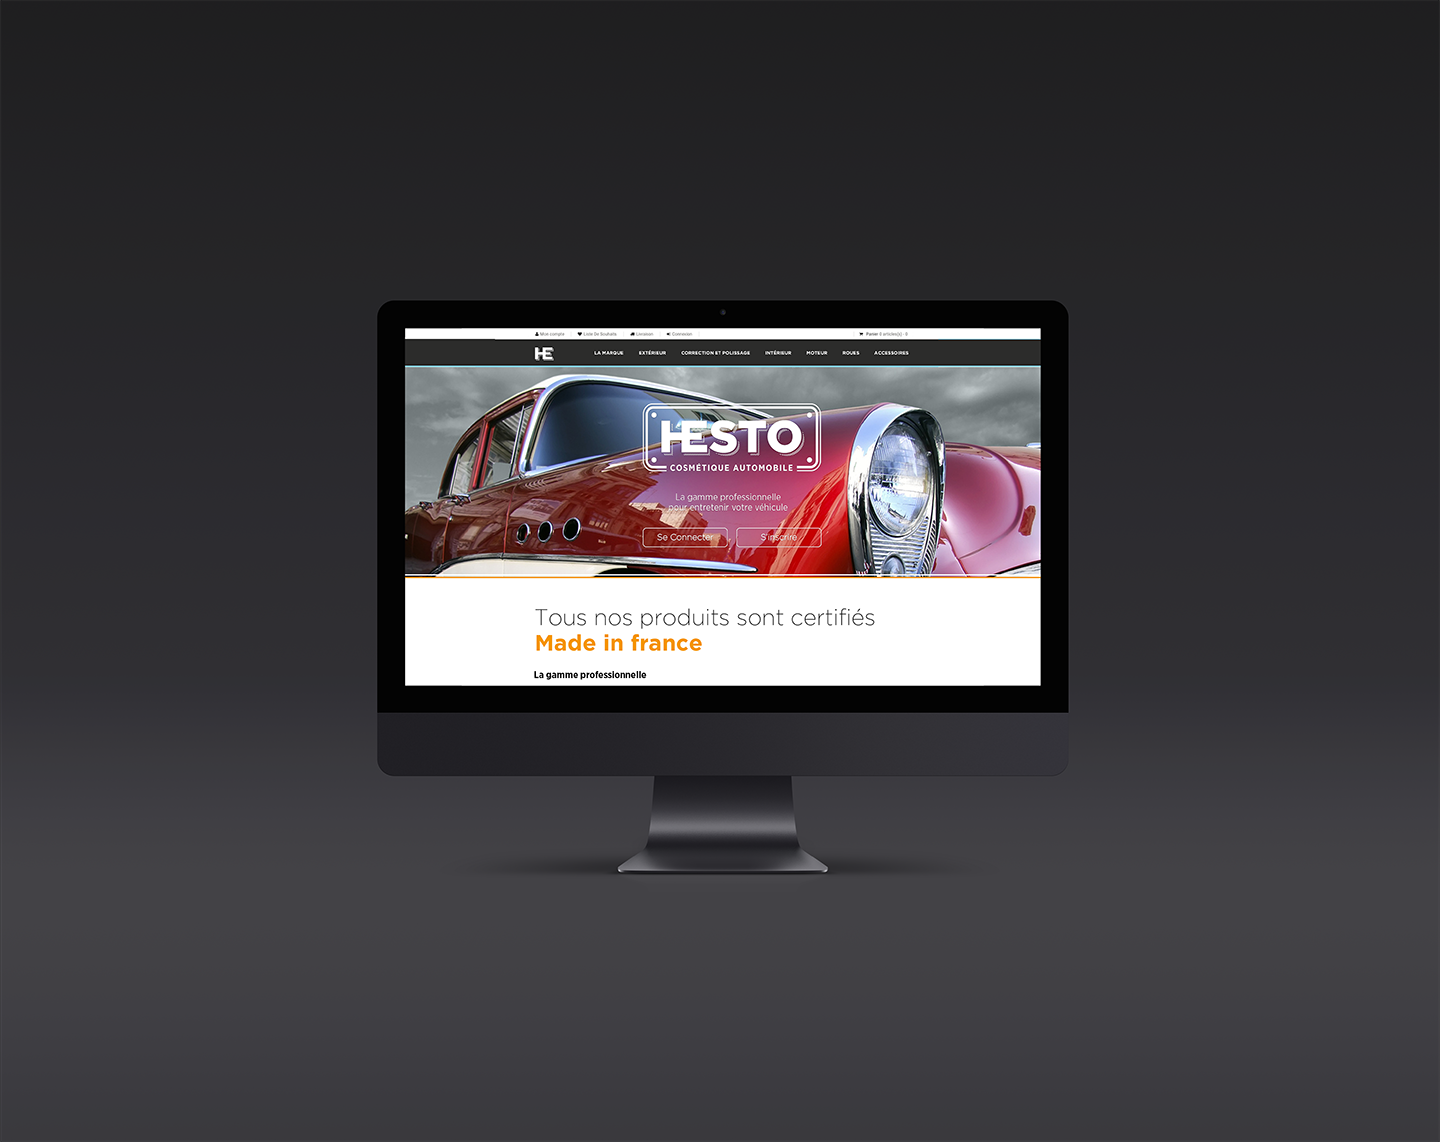 Mon compte Liste De Souhaits Livraison Connexion Panier 0 article(s) - 0
HE LA MARQUE EXTÉRIEUR CORRECTION ET POLISSAGE INTÉRIEUR MOTEUR ROUES ACCESSOIRES
HESTO
COSMÉTIQUE AUTOMOBILE
La gamme professionnelle
pour entretenir votre véhicule
Se Connecter S'inscrire
Tous nos produits sont certifiés
Made in france
La gamme professionnelle